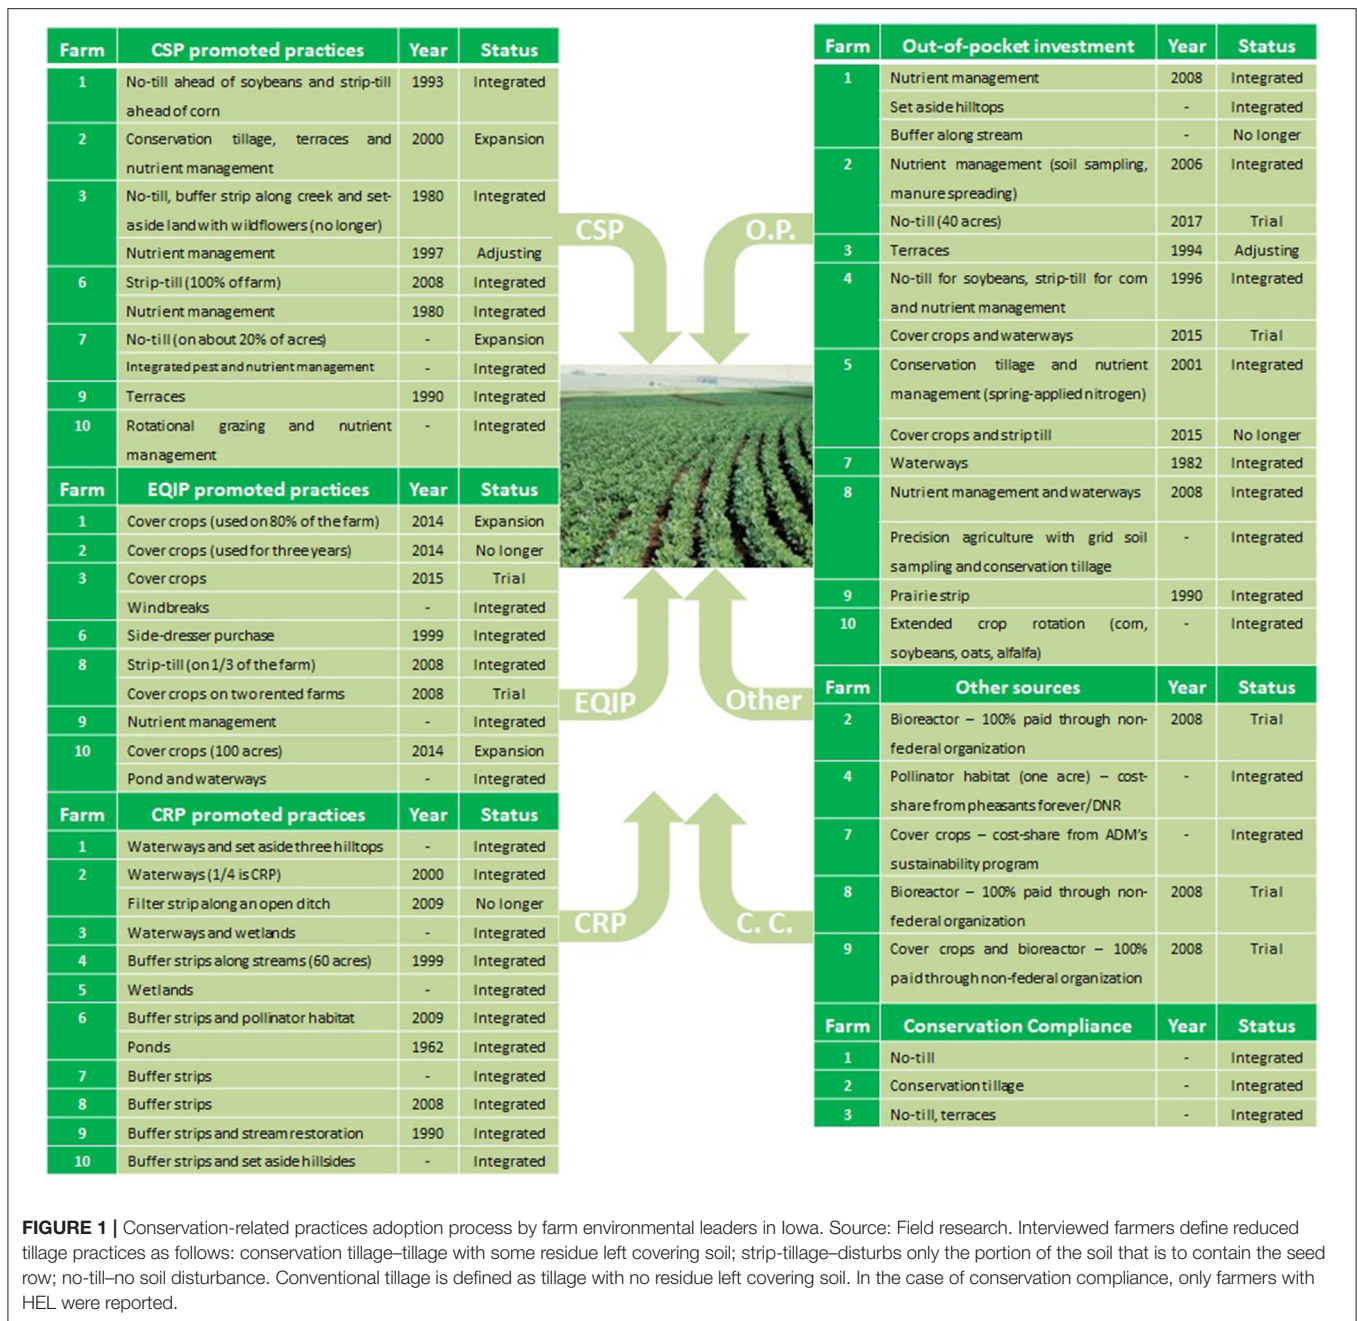 Farm CSP promoted practices Year Status
1 No-till ahead of soybeans and strip-till 1993 Integrated
ahead of corn
2 Conservation tillage, terraces and 2000 Expansion
nutrient management
3 No-till, buffer strip along creek and set- 1980 Integrated
aside land with wildflowers (no longer)
Nutrient management 1997 Adjusting
6 Strip-till (100% of farm) 2008 Integrated
Nutrient management 1980 Integrated
7 No-till (on about 20% of acres) - Expansion
Integrated pest and nutrient management - Integrated
9 Terraces 1990 Integrated
10 Rotational grazing and nutrient - Integrated
management
Farm EQIP promoted practices Year Status
1 Cover crops (used on 80% of the farm) 2014 Expansion
2 Cover crops (used for three years) 2014 No longer
3 Cover crops 2015 Trial
Windbreaks - Integrated
6 Side-dresser purchase 1999 Integrated
8 Strip-till (on 1/3 of the farm) 2008 Integrated
Cover crops on two rented farms 2008 Trial
9 Nutrient management - Integrated
10 Cover crops (100 acres) 2014 Expansion
Pond and waterways - Integrated
Farm CRP promoted practices Year Status
1 Waterways and set aside three hilltops - Integrated
2 Waterways (1/4 is CRP) 2000 Integrated
Filter strip along an open ditch 2009 No longer
3 Waterways and wetlands - Integrated
4 Buffer strips along streams (60 acres) 1999 Integrated
5 Wetlands - Integrated
6 Buffer strips and pollinator habitat 2009 Integrated
Ponds 1962 Integrated
7 Buffer strips - Integrated
8 Buffer strips 2008 Integrated
9 Buffer strips and stream restoration 1990 Integrated
10 Buffer strips and set aside hillsides - Integrated
CSP
O.P.
EQIP
Other
CRP
C. C.
Farm Out-of-pocket investment Year Status
1 Nutrient management 2008 Integrated
Set aside hilltops - Integrated
Buffer along stream - No longer
2 Nutrient management (soil sampling, 2006 Integrated
manure spreading)
No-till (40 acres) 2017 Trial
3 Terraces 1994 Adjusting
4 No-till for soybeans, strip-till for corn 1996 Integrated
and nutrient management
Cover crops and waterways 2015 Trial
5 Conservation tillage and nutrient 2001 Integrated
management (spring-applied nitrogen)
Cover crops and strip till 2015 No longer
7 Waterways 1982 Integrated
8 Nutrient management and waterways 2008 Integrated
Precision agriculture with grid soil - Integrated
sampling and conservation tillage
9 Prairie strip 1990 Integrated
10 Extended crop rotation (corn, - Integrated
soybeans, oats, alfalfa)
Farm Other sources Year Status
2 Bioreactor – 100% paid through non- 2008 Trial
federal organization
4 Pollinator habitat (one acre) – cost- - Integrated
share from pheasants forever/DNR
7 Cover crops – cost-share from ADM's - Integrated
sustainability program
8 Bioreactor – 100% paid through non- 2008 Trial
federal organization
9 Cover crops and bioreactor – 100% 2008 Trial
paid through non-federal organization
Farm Conservation Compliance Year Status
1 No-till - Integrated
2 Conservation tillage - Integrated
3 No-till, terraces - Integrated
FIGURE 1 | Conservation-related practices adoption process by farm environmental leaders in Iowa. Source: Field research. Interviewed farmers define reduced
tillage practices as follows: conservation tillage–tillage with some residue left covering soil; strip-tillage–disturbs only the portion of the soil that is to contain the seed
row; no-till–no soil disturbance. Conventional tillage is defined as tillage with no residue left covering soil. In the case of conservation compliance, only farmers with
HEL were reported.